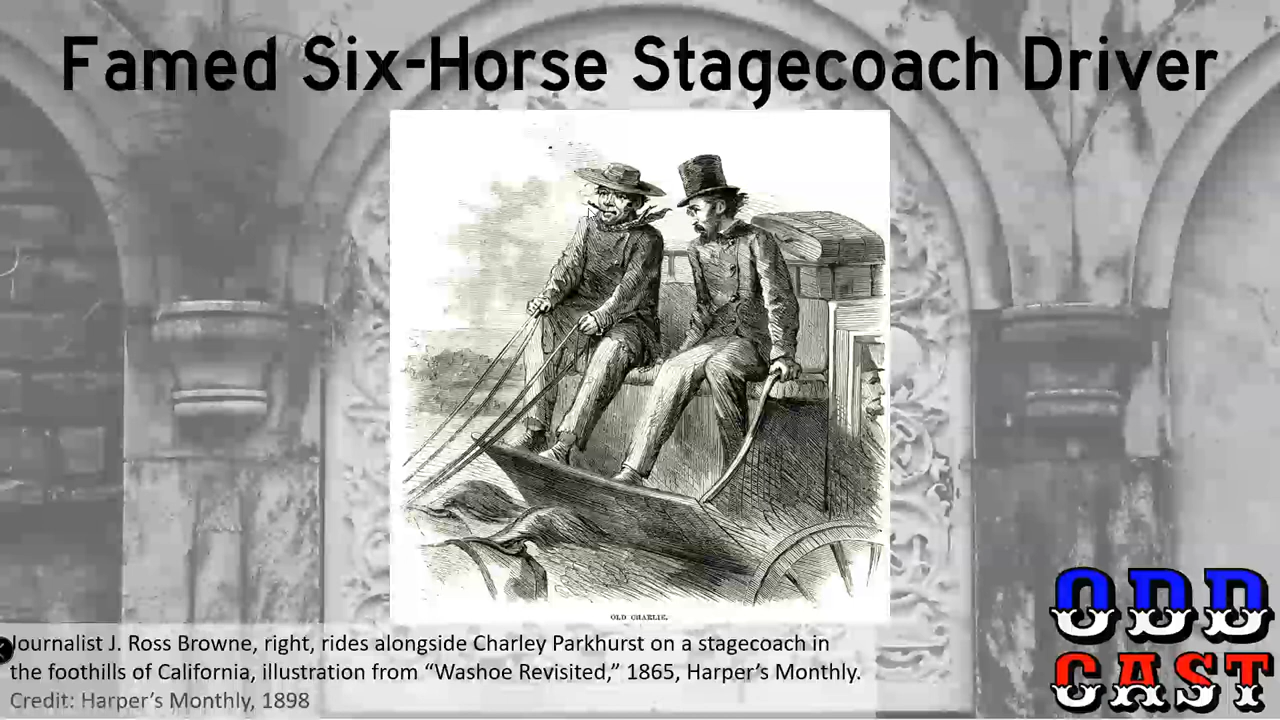 Famed Six-Horse Stagecoach Driver
OLD CHARLIE.
Journalist J. Ross Browne, right, rides alongside Charley Parkhurst on a stagecoach in
the foothills of California, illustration from “Washoe Revisited,” 1865, Harper’s Monthly.
Credit: Harper’s Monthly, 1898
ODD
CAST